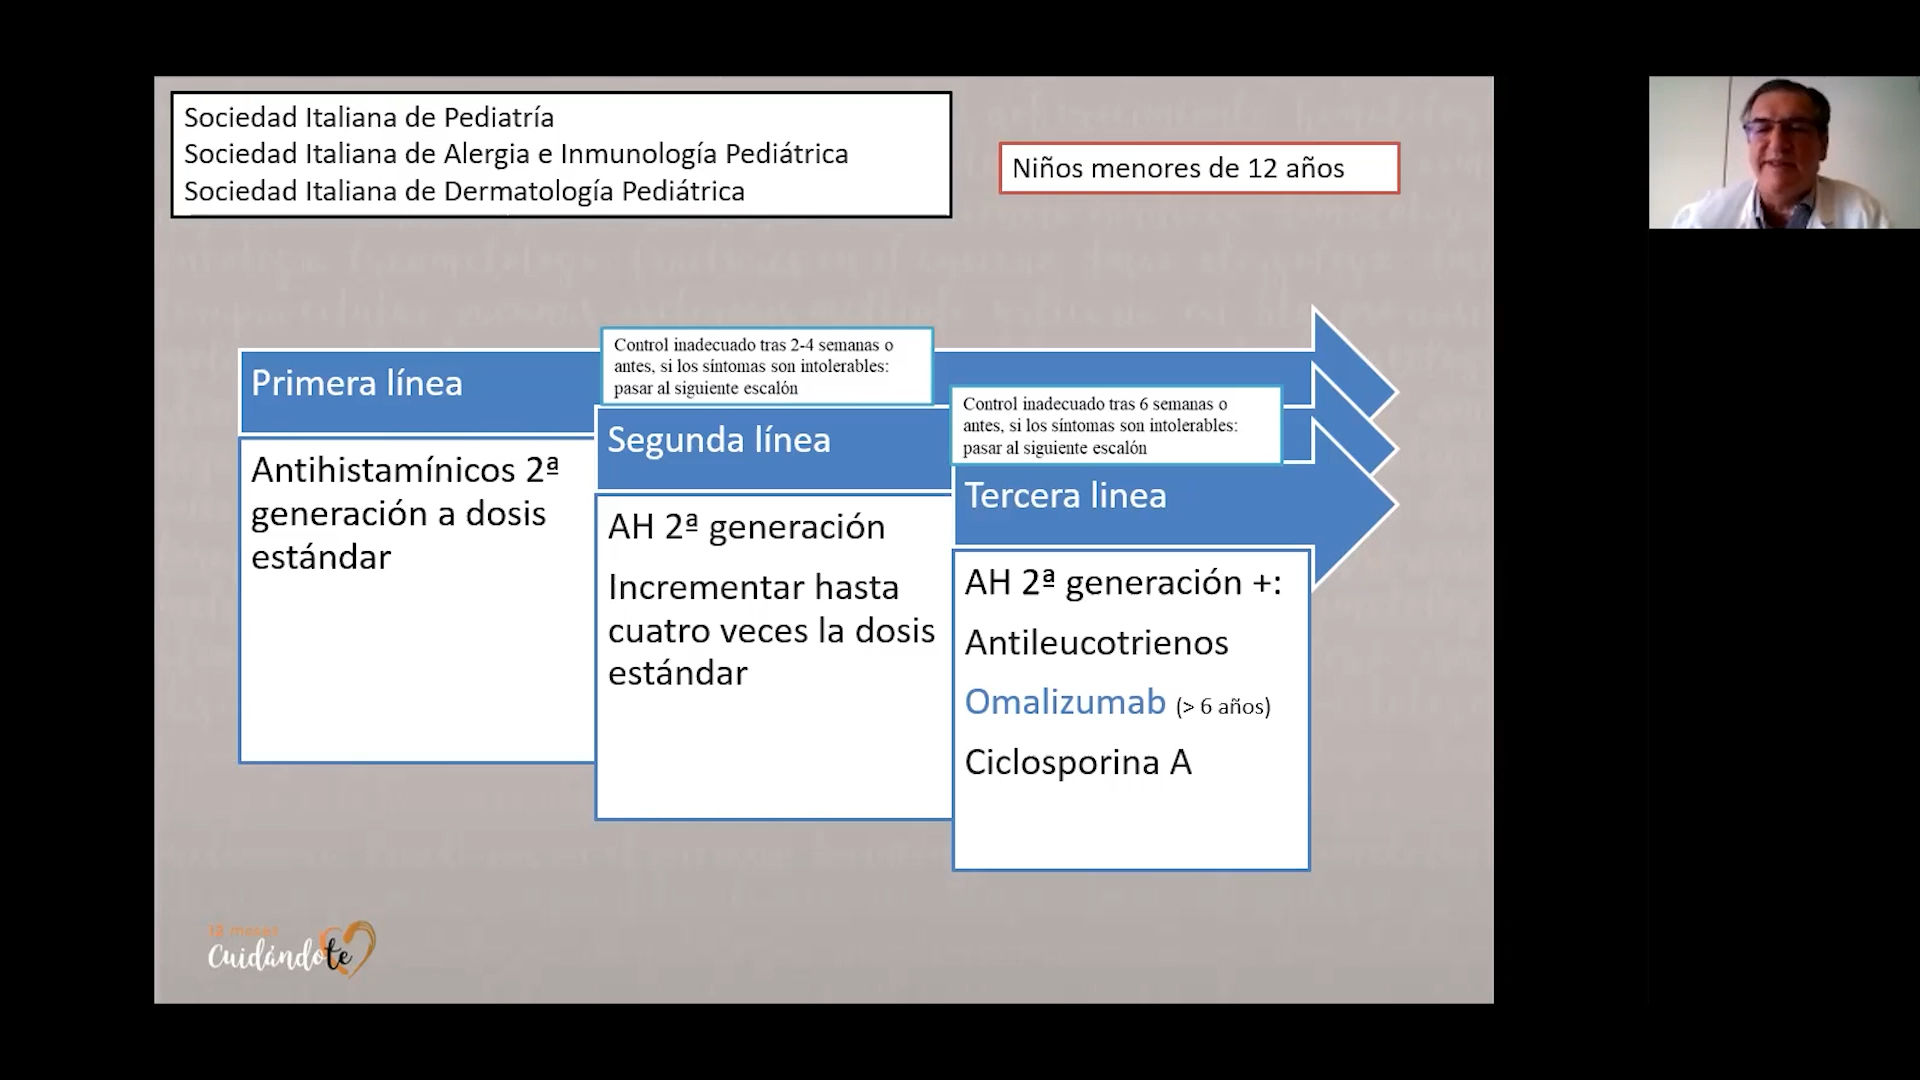 Sociedad Italiana de Pediatría
Sociedad Italiana de Alergia e Inmunología Pediátrica
Sociedad Italiana de Dermatología Pediátrica
Niños menores de 12 años
Primera línea
Antihistamínicos 2ª
generación a dosis
estándar
Control inadecuado tras 2-4 semanas o
antes, si los síntomas son intolerables:
pasar al siguiente escalón
Segunda línea
AH 2ª generación
Incrementar hasta
cuatro veces la dosis
estándar
Control inadecuado tras 6 semanas o
antes, si los síntomas son intolerables:
pasar al siguiente escalón
Tercera linea
AH 2ª generación +:
Antileucotrienos
Omalizumab (> 6 años)
Ciclosporina A
meses
Cuidándote